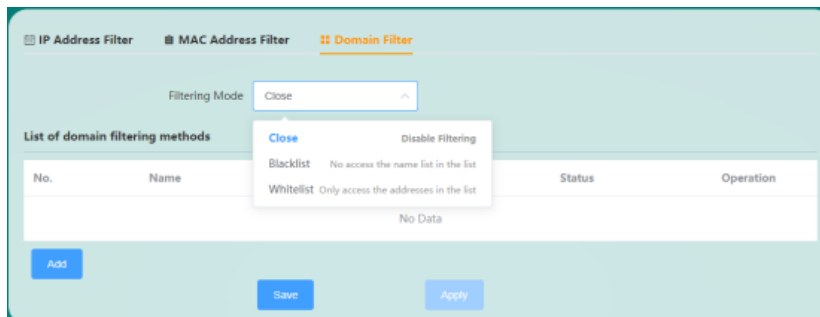 IP Address Filter MAC Address Filter Domain Filter
Filtering Mode Close
List of domain filtering methods
Close Disable Filtering
Blacklist No access the name list in the list
Whitelist Only access the addresses in the list
No. Name Status Operation
No Data
Add
Save Apply